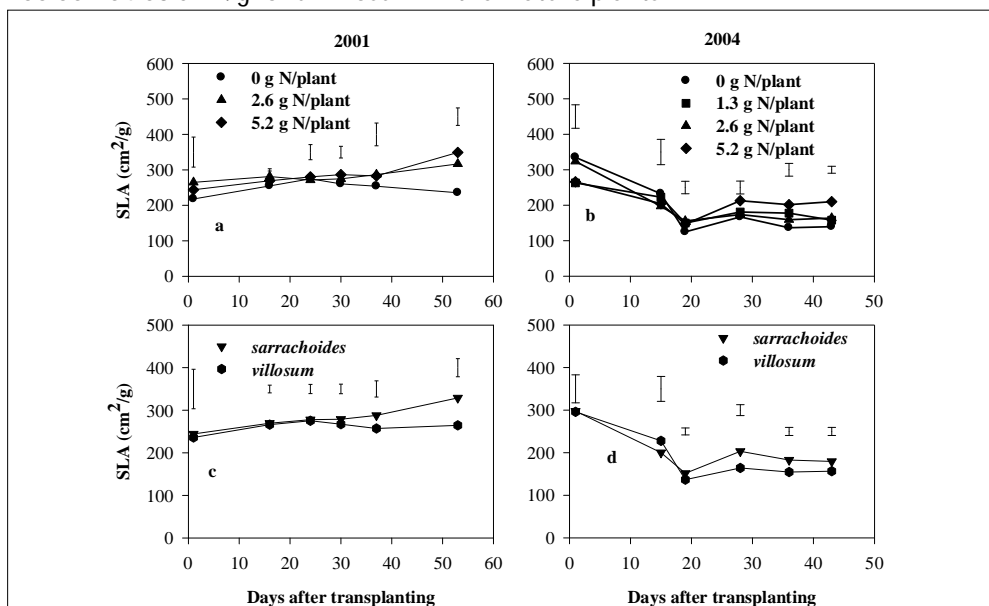 2001
2004
SLA (cm²/g)
600
500
400
300
200
100
0
0 g N/plant
2.6 g N/plant
5.2 g N/plant
a
0 10 20 30 40 50 60
600
500
400
300
200
100
0
0 g N/plant
1.3 g N/plant
2.6 g N/plant
5.2 g N/plant
b
0 10 20 30 40 50
SLA (cm²/g)
500
400
300
200
100
0
sarrachoides
villosum
c
0 10 20 30 40 50 60
Days after transplanting
500
400
300
200
100
0
sarrachoides
villosum
d
0 10 20 30 40 50
Days after transplanting